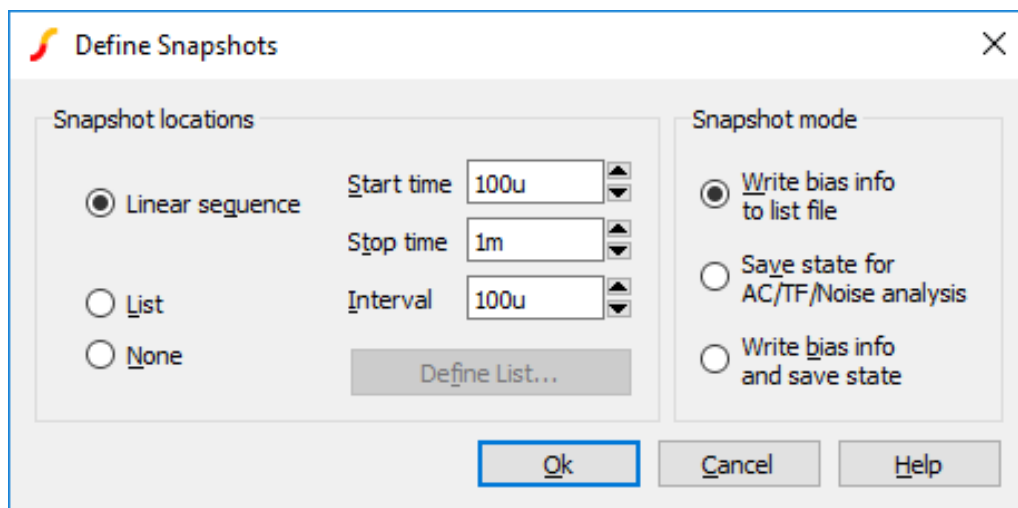 Define Snapshots
Snapshot locations
Linear sequence
List
None
Start time 100u
Stop time 1m
Interval 100u
Define List...
Snapshot mode
Write bias info
to list file
Save state for
AC/TF/Noise analysis
Write bias info
and save state
Ok Cancel Help